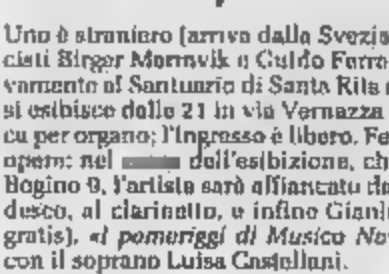 Uno è straniero (arriva dalla Svezia
cisti Birger Marmvik e Guido Ferra
vamente al Santuario di Santa Rita
si esibisce dalle 21 in via Vernazza
cu per organo; l'ingresso è libero. Fe
opera: nel dell'esibizione, ch
Bogino 9, l'artista sarà affiancato da
desco, al clarinetto, e infine Gianl
gratis), «I pomeriggi di Musica No
con il soprano Luisa Castellani.